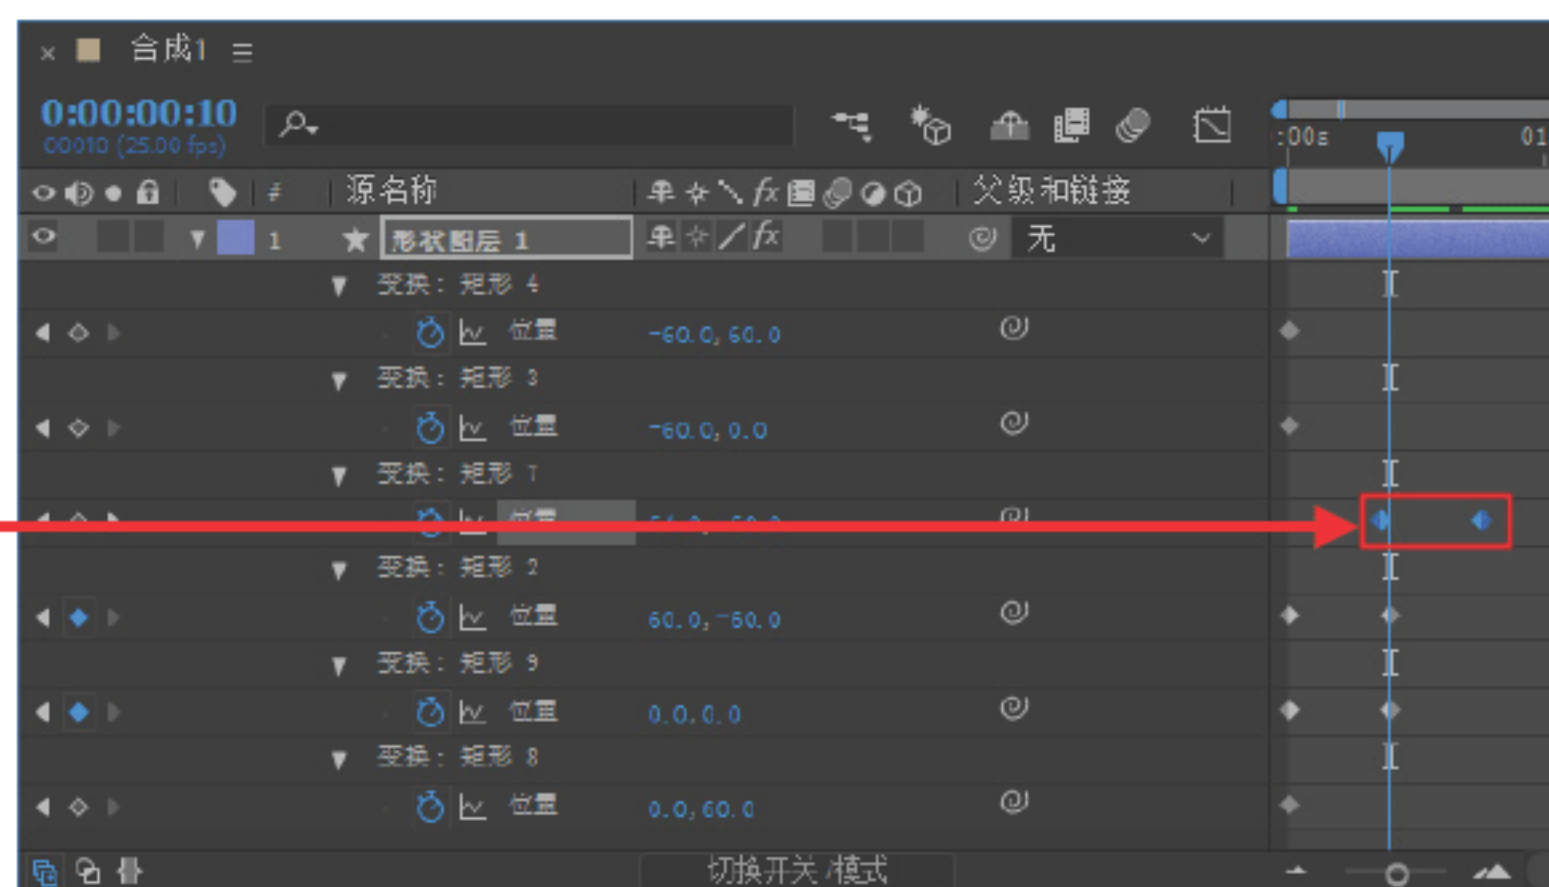 合成1
0:00:00:10
00010 (25.00 fps)
:00s
01
# 源名称 fx 父级和链接
1 形状图层 1 fx 无
变换：矩形 4
位置 -60.0,60.0
变换：矩形 3
位置 -60.0,0.0
变换：矩形
位置
变换：矩形 2
位置 60.0,-60.0
变换：矩形 9
位置 0.0,0.0
变换：矩形 8
位置 0.0,60.0
切换开关/模式